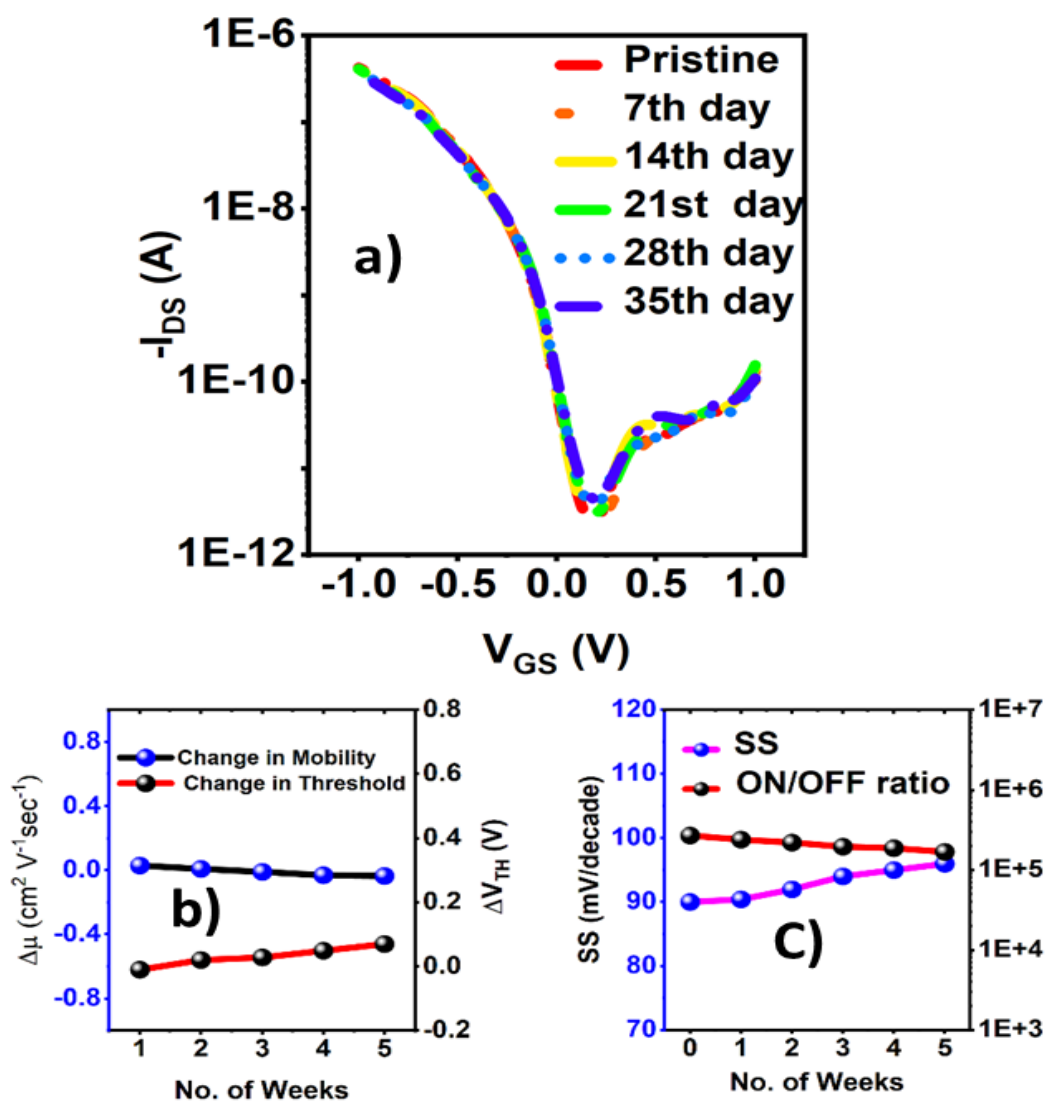 1E-6
1E-8
1E-10
1E-12
-I_DS (A)
Pristine
7th day
14th day
21st day
28th day
35th day
a)
-1.0 -0.5 0.0 0.5 1.0
V_GS (V)
0.8
0.4
0.0
-0.4
-0.8
Δμ (cm² V⁻¹sec⁻¹)
Change in Mobility
Change in Threshold
b)
0.8
0.6
0.4
0.2
0.0
-0.2
ΔV_TH (V)
1 2 3 4 5
No. of Weeks
120
110
100
90
80
70
SS (mV/decade)
SS
ON/OFF ratio
C)
1E+7
1E+6
1E+5
1E+4
1E+3
0 1 2 3 4 5
No. of Weeks